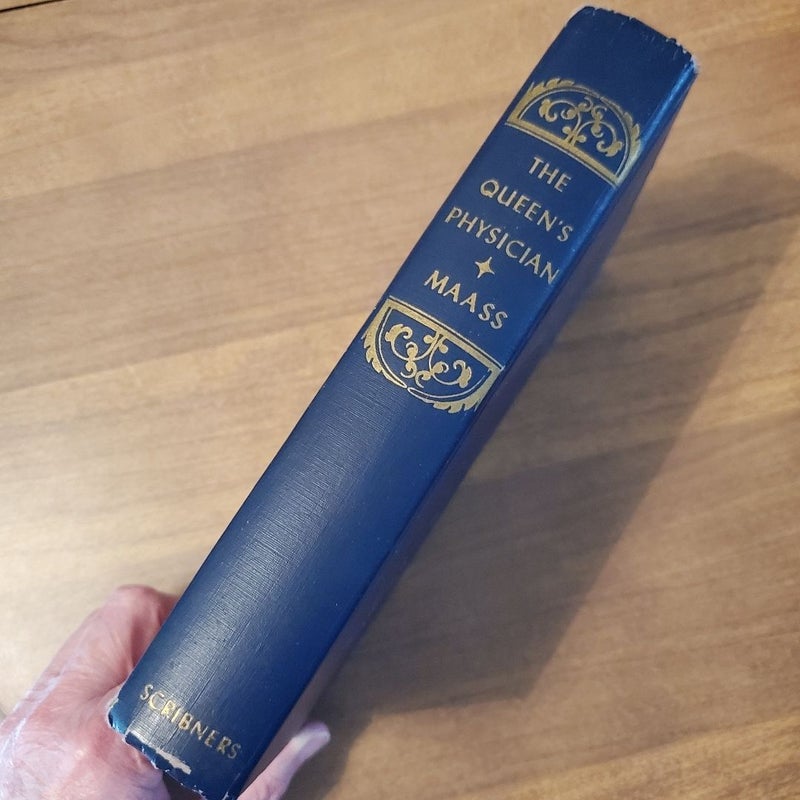 THE
QUEEN'S
PHYSICIAN
MAASS
SCRIBNERS